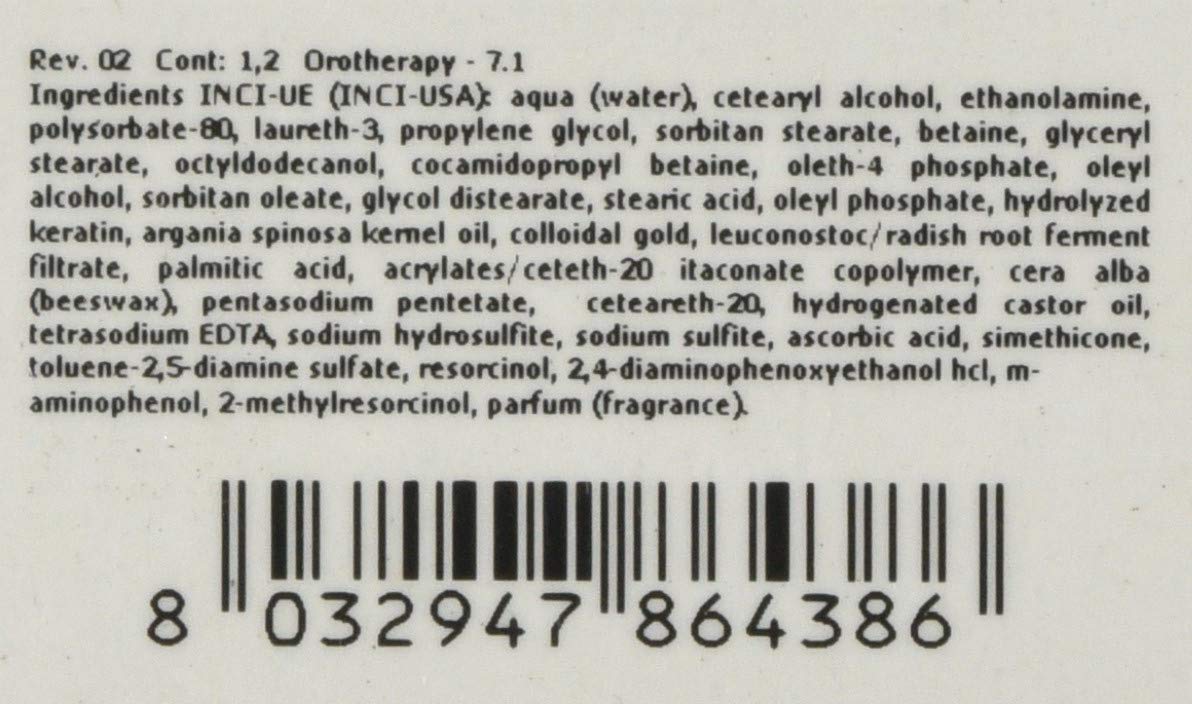 Rev. 02 Cont: 1,2 Orotherapy - 7.1
Ingredients INCI-UE (INCI-USA): aqua (water), cetearyl alcohol, ethanolamine,
polysorbate-80, laureth-3, propylene glycol, sorbitan stearate, betaine, glyceryl
stearate, octyldodecanol, cocamidopropyl betaine, oleth-4 phosphate, oleyl
alcohol, sorbitan oleate, glycol distearate, stearic acid, oleyl phosphate, hydrolyzed
keratin, argania spinosa kernel oil, colloidal gold, leuconostoc/radish root ferment
filtrate, palmitic acid, acrylates/ceteth-20 itaconate copolymer, cera alba
(beeswax), pentasodium pentetate, ceteareth-20, hydrogenated castor oil,
tetrasodium EDTA, sodium hydrosulfite, sodium sulfite, ascorbic acid, simethicone,
toluene-2,5-diamine sulfate, resorcinol, 2,4-diaminophenoxyethanol hcl, m-
aminophenol, 2-methylresorcinol, parfum (fragrance).
8 032947 864386